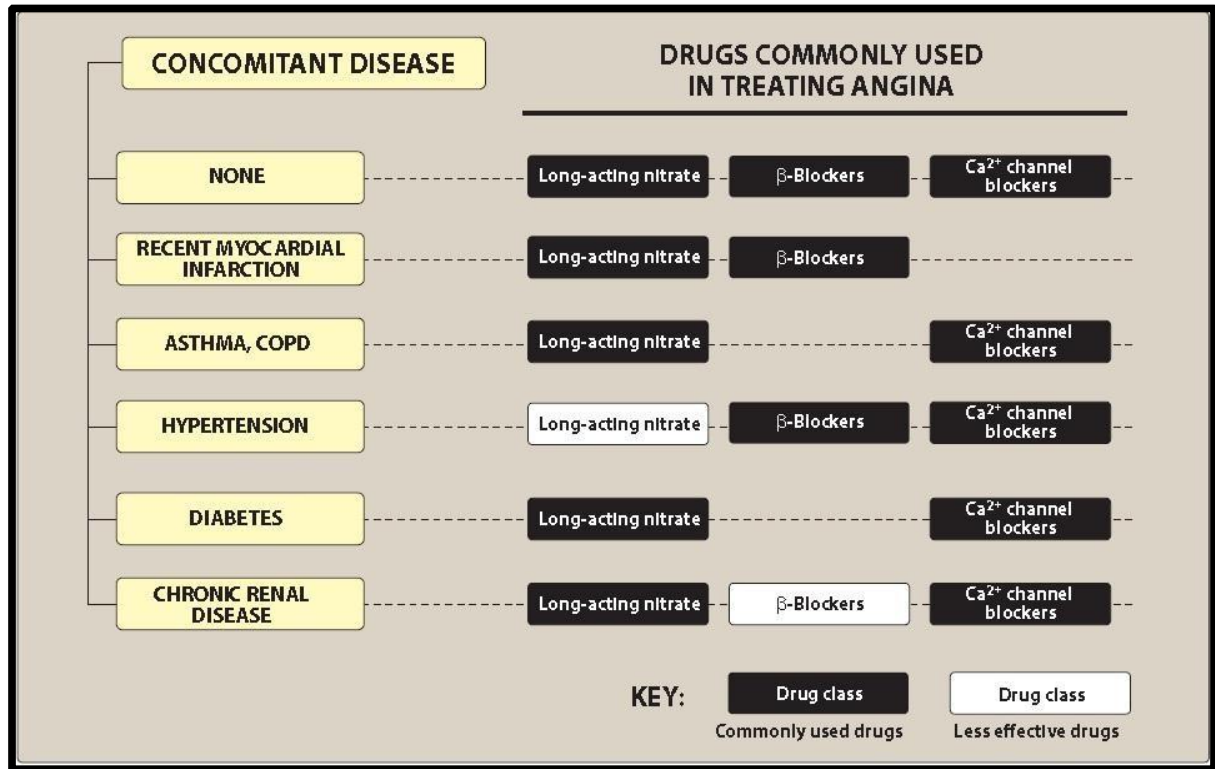 CONCOMITANT DISEASE
DRUGS COMMONLY USED
IN TREATING ANGINA
NONE
Long-acting nitrate
β-Blockers
Ca²⁺ channel
blockers
RECENT MYOCARDIAL
INFARCTION
Long-acting nitrate
β-Blockers
ASTHMA, COPD
Long-acting nitrate
Ca²⁺ channel
blockers
HYPERTENSION
Long-acting nitrate
β-Blockers
Ca²⁺ channel
blockers
DIABETES
Long-acting nitrate
Ca²⁺ channel
blockers
CHRONIC RENAL
DISEASE
Long-acting nitrate
β-Blockers
Ca²⁺ channel
blockers
KEY:
Drug class
Commonly used drugs
Drug class
Less effective drugs